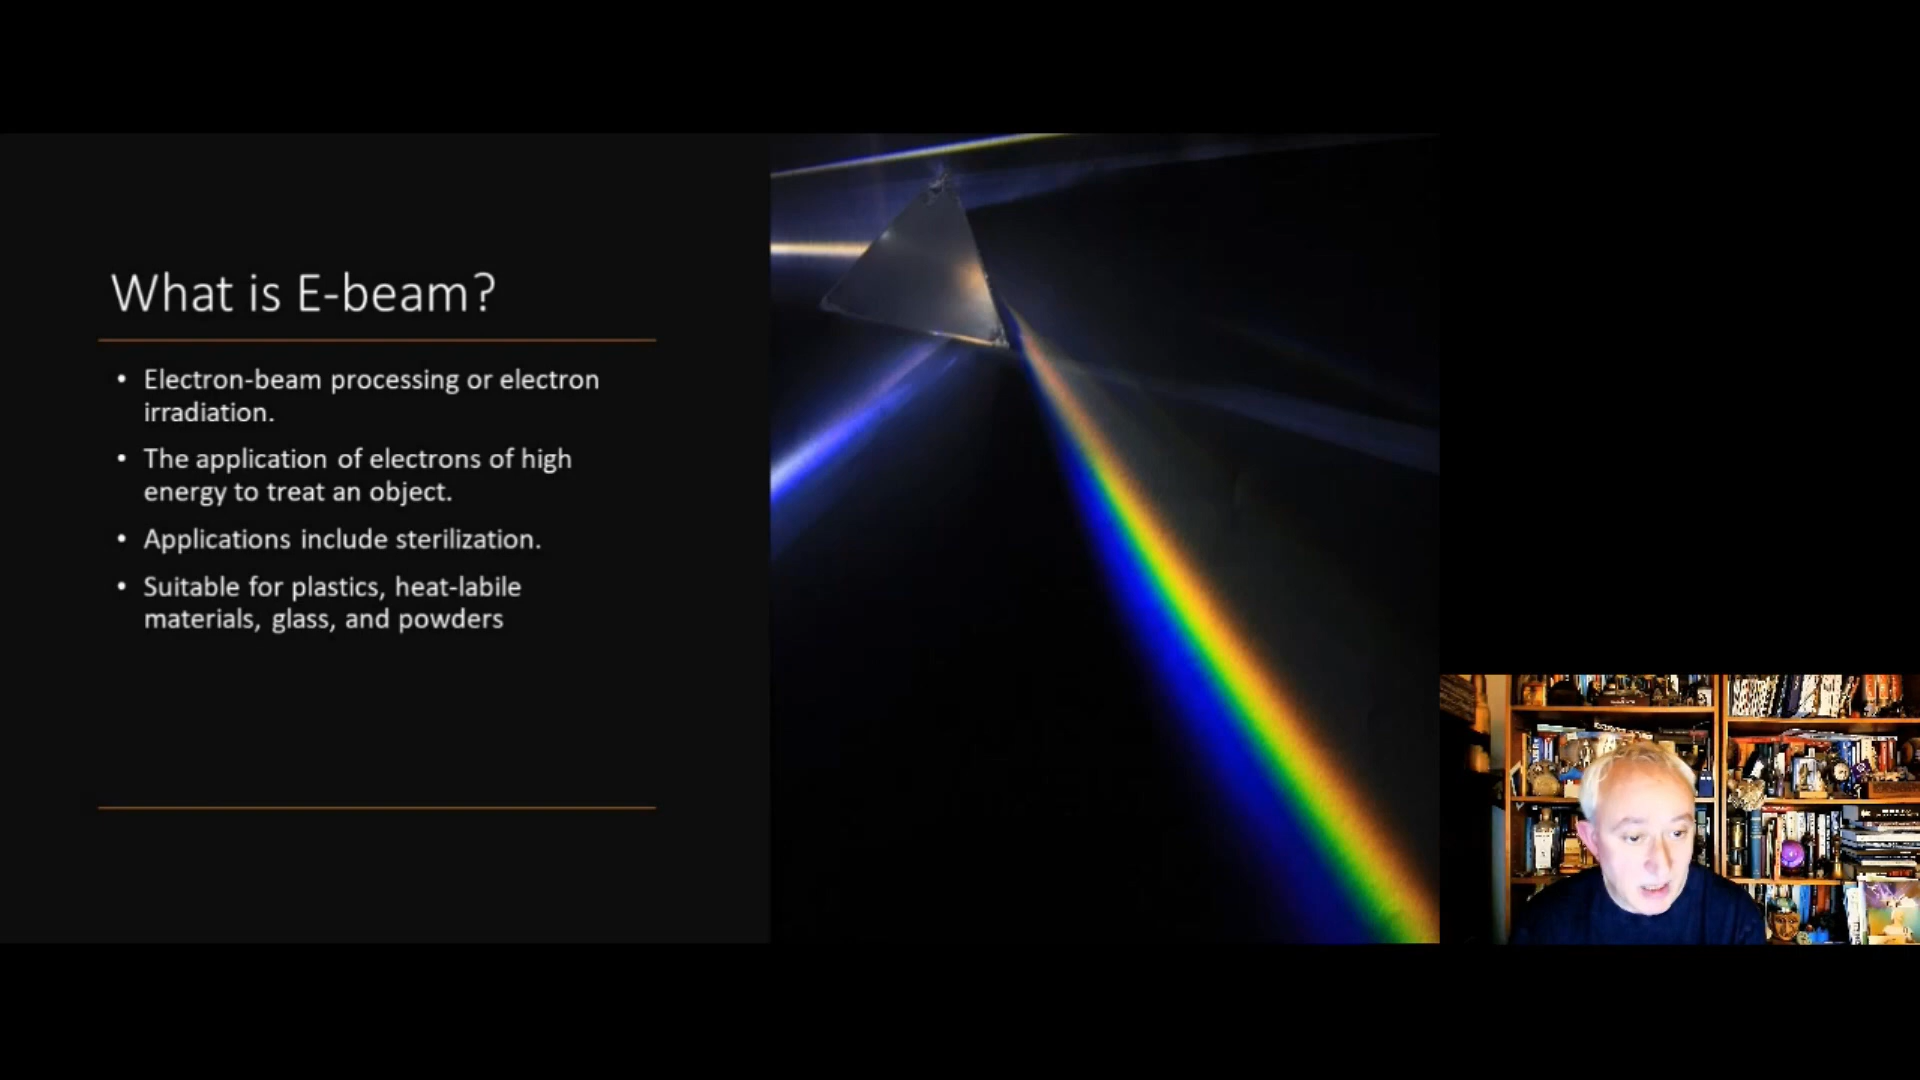 What is E-beam?
• Electron-beam processing or electron
irradiation.
• The application of electrons of high
energy to treat an object.
• Applications include sterilization.
• Suitable for plastics, heat-labile
materials, glass, and powders